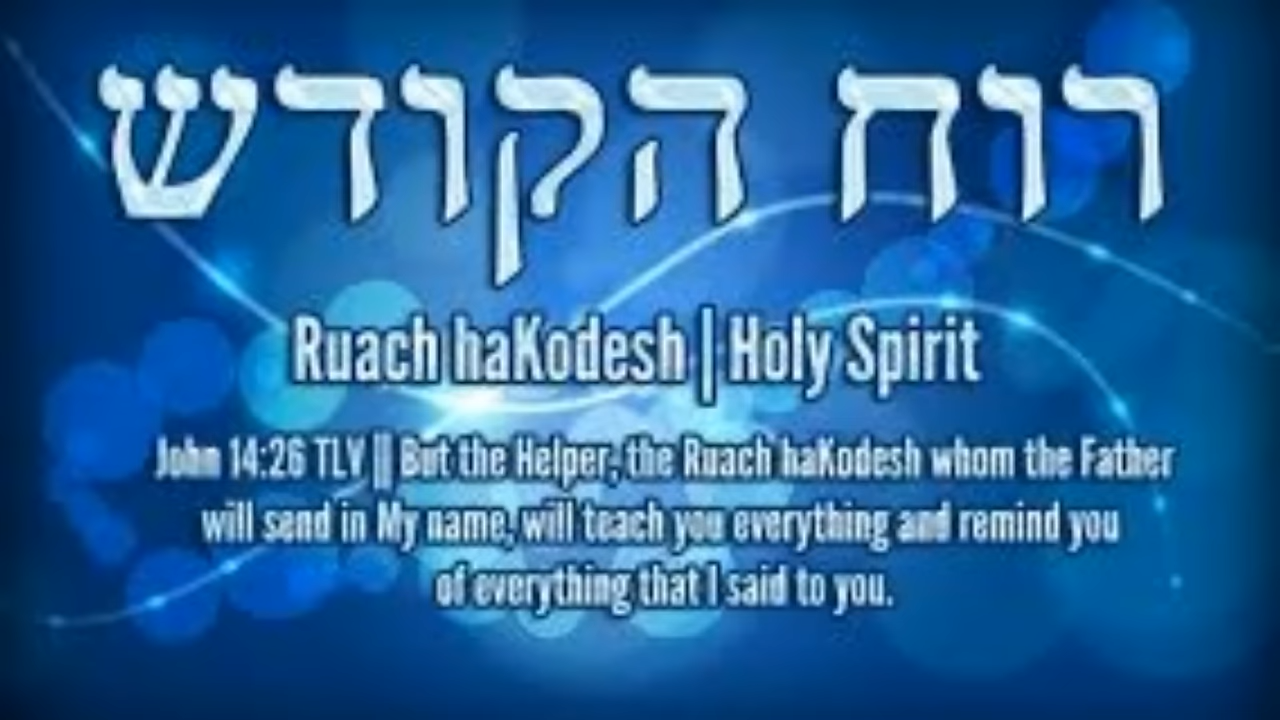 רוח הקודש
Ruach haKodesh | Holy Spirit
John 14:26 TLV || But the Helper, the Ruach haKodesh whom the Father
will send in My name, will teach you everything and remind you
of everything that I said to you.